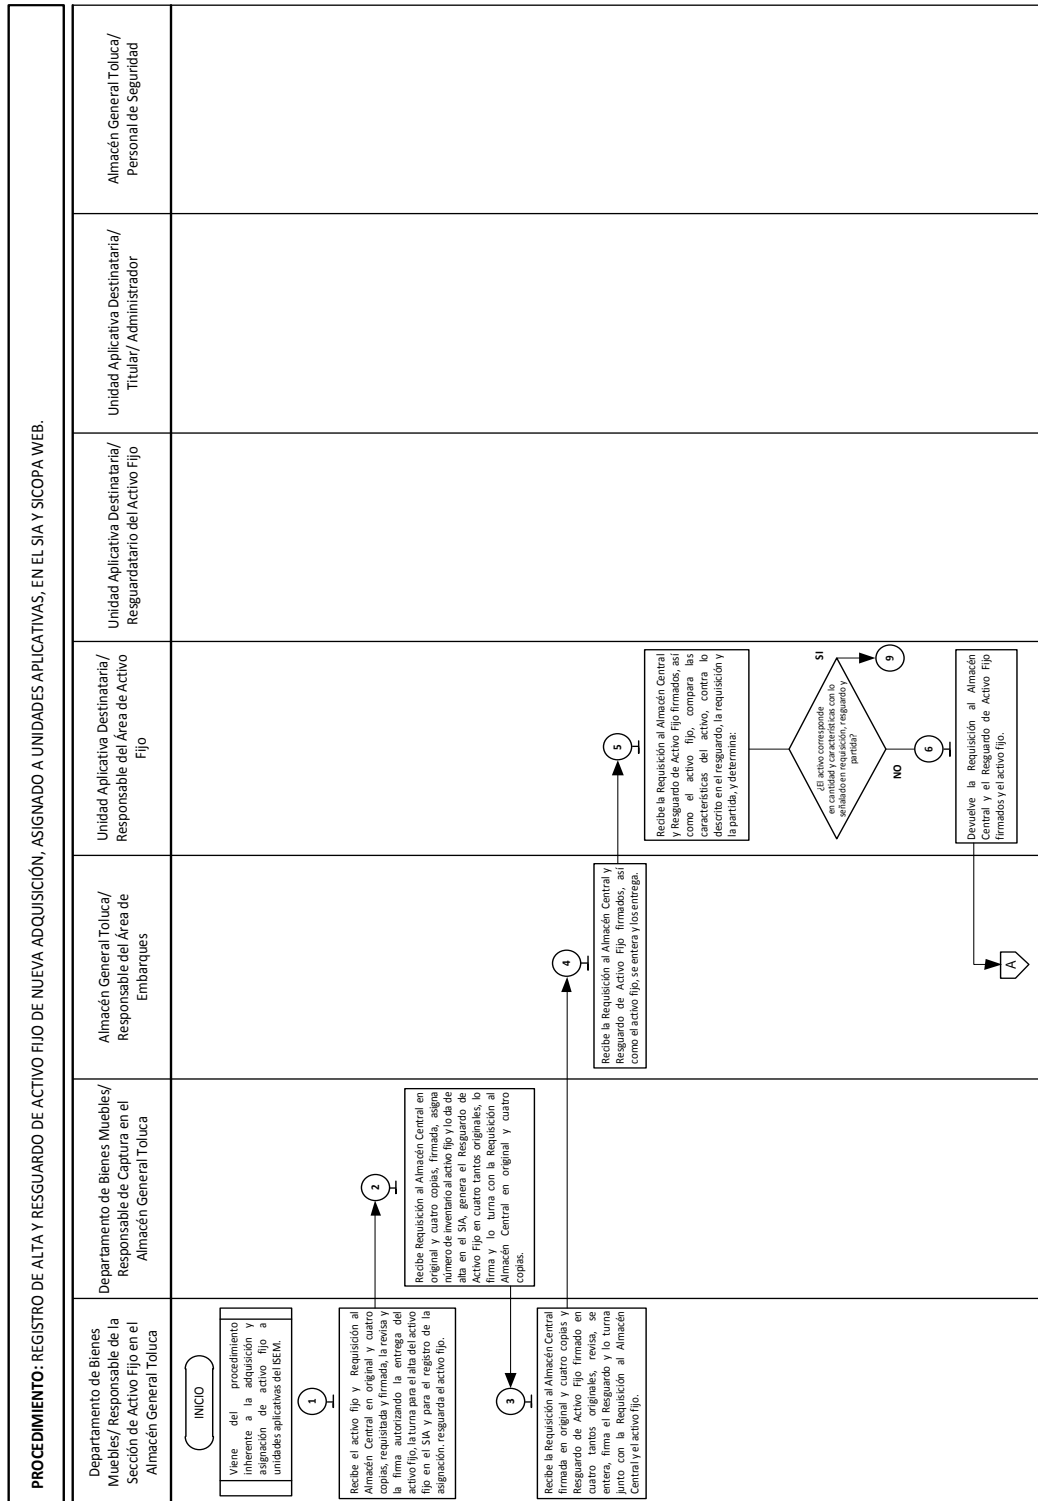 PROCEDIMIENTO: REGISTRO DE ALTA Y RESGUARDO DE ACTIVO FIJO DE NUEVA ADQUISICIÓN, ASIGNADO A UNIDADES APLICATIVAS, EN EL SIA Y SICOPA WEB.
Departamento de Bienes
Muebles/ Responsable de la
Sección de Activo Fijo en el
Almacén General Toluca
Departamento de Bienes Muebles/
Responsable de Captura en el
Almacén General Toluca
Almacén General Toluca/
Responsable del Área de
Embarques
Unidad Aplicativa Destinataria/
Responsable del Área de Activo
Fijo
Unidad Aplicativa Destinataria/
Resguardatario del Activo Fijo
Unidad Aplicativa Destinataria/
Titular/ Administrador
Almacén General Toluca/
Personal de Seguridad
INICIO
Viene del procedimiento
inherente a la adquisición y
asignación de activo fijo a
unidades aplicativas del ISEM.
1
Recibe el activo fijo y Requisición al
Almacén Central en original y cuatro
copias, requisitada y firmada, la revisa y
la firma autorizando la entrega del
activo fijo, la turna para el alta del activo
fijo en el SIA y para el registro de la
asignación. resguarda el activo fijo.
2
Recibe Requisición al Almacén Central en
original y cuatro copias, firmada, asigna
número de inventario al activo fijo y lo da de
alta en el SIA, genera el Resguardo de
Activo Fijo en cuatro tantos originales, lo
firma y lo turna con la Requisición al
Almacén Central en original y cuatro
copias.
3
Recibe la Requisición al Almacén Central
firmada en original y cuatro copias y
Resguardo de Activo Fijo firmado en
cuatro tantos originales, revisa, se
entera, firma el Resguardo y lo turna
junto con la Requisición al Almacén
Central y el activo fijo.
4
Recibe la Requisición al Almacén Central y
Resguardo de Activo Fijo firmados, así
como el activo fijo, se entera y los entrega.
5
Recibe la Requisición al Almacén Central
y Resguardo de Activo Fijo firmados, así
como el activo fijo, compara las
características del activo, contra lo
descrito en el resguardo, la requisición y
la partida, y determina:
¿El activo corresponde
en cantidad y características con lo
señalado en requisición, resguardo y
partida?
SI
9
NO
6
Devuelve la Requisición al Almacén
Central y el Resguardo de Activo Fijo
firmados y el activo fijo.
A